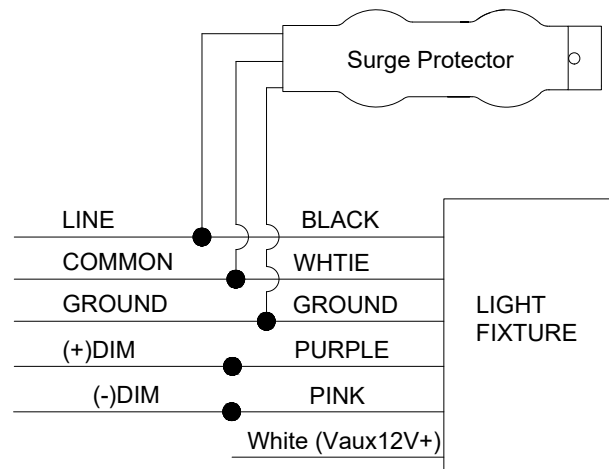 Surge Protector
LINE BLACK
COMMON WHTIE
GROUND GROUND
LIGHT
FIXTURE
(+)DIM PURPLE
(-)DIM PINK
White (Vaux12V+)